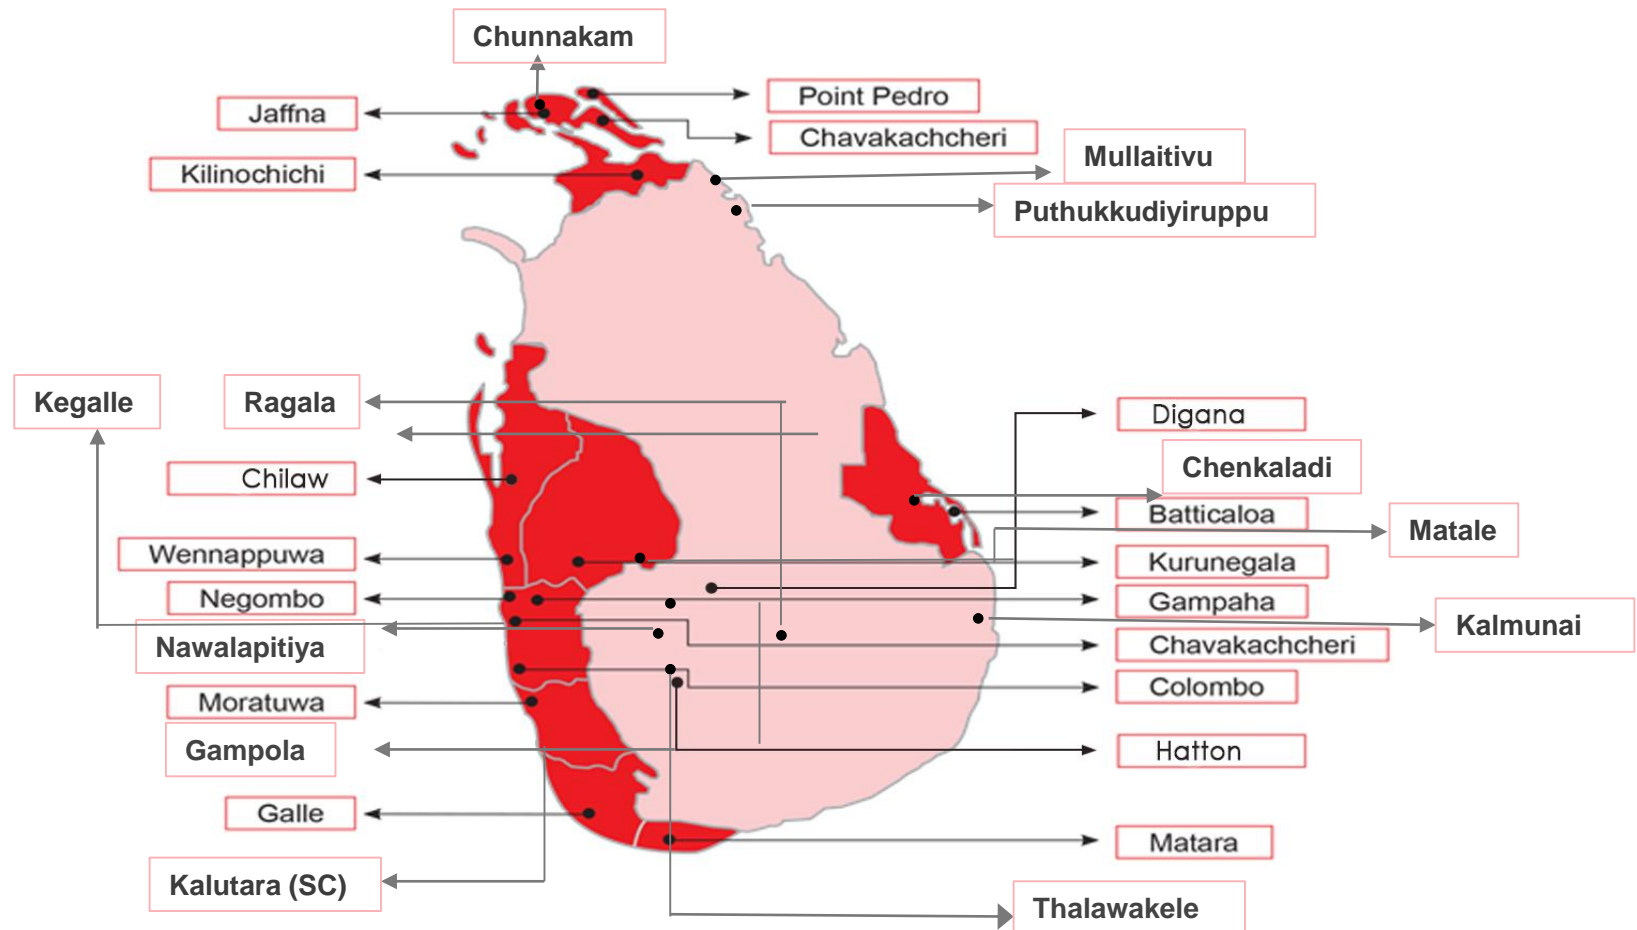 Chunnakam
Point Pedro
Jaffna
Chavakachcheri
Mullaitivu
Kilinochichi
Puthukkudiyiruppu
Kegalle
Ragala
Digana
Chenkaladi
Chilaw
Batticaloa
Matale
Wennappuwa
Kurunegala
Negombo
Gampaha
Kalmunai
Nawalapitiya
Chavakachcheri
Colombo
Moratuwa
Gampola
Hatton
Galle
Matara
Kalutara (SC)
Thalawakele